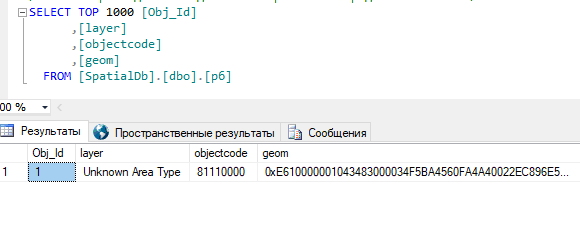 SELECT TOP 1000 [Obj_Id]
,[layer]
,[objectcode]
,[geom]
FROM [SpatialDb].[dbo].[p6]
00 %
Результаты Пространственные результаты Сообщения
Obj_Id layer objectcode geom
1 1 Unknown Area Type 81110000 0xE6100000010434830000034F5BA4560FA4A40022EC896E5...